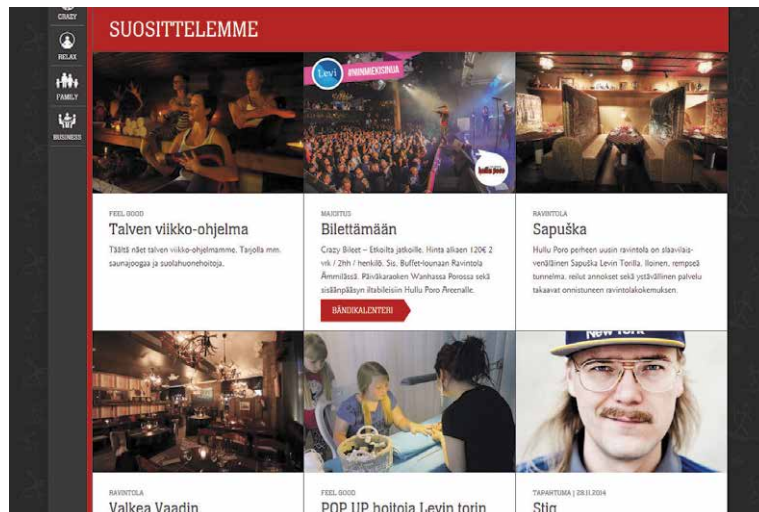 CRAZY
RELAX
FAMILY
BUSINESS
SUOSITTELEMME
Levi #NIINMIEKISINUA
hullu poro
FEEL GOOD
Talven viikko-ohjelma
Täältä näet talven viikko-ohjelmamme. Tarjolla mm.
saunajoogaa ja suolahuonehoitoja.
MAJOITUS
Bilettämään
Crazy Bileet – Etkoilta jatkoille. Hinta alkaen 120€ 2
vrk / 2hh / henkilö. Sis. Buffet-lounaan Ravintola
Ämmilässä. Päiväkaraoken Wanhassa Porossa sekä
sisäänpääsyn iltabileisiin Hullu Poro Areenalle.
BÄNDIKALENTERI
RAVINTOLA
Sapuška
Hullu Poro perheen uusin ravintola on slaavilais-
venäläinen Sapuška Levin Torilla. Iloinen, rempseä
tunnelma, reilut annokset sekä ystävällinen palvelu
takaavat onnistuneen ravintolakokemuksen.
New York
RAVINTOLA
Valkea Vaadin
FEEL GOOD
POP UP hoitoja Levin torin
TAPAHTUMA | 28.11.2014
Stig